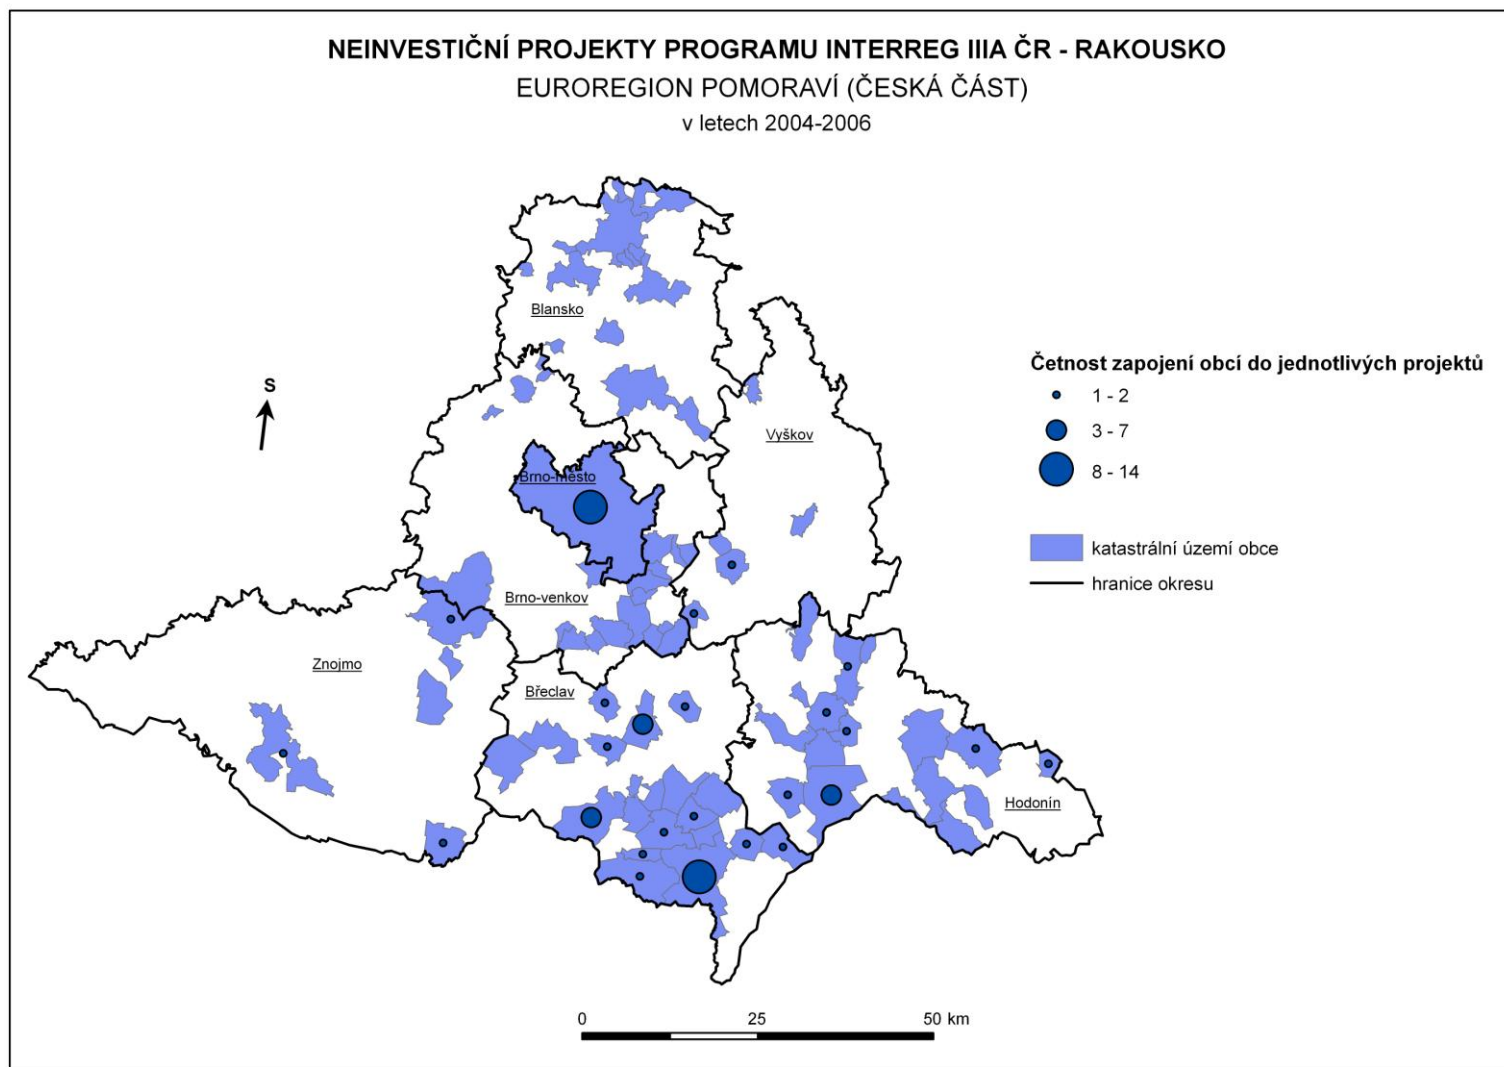 NEINVESTIČNÍ PROJEKTY PROGRAMU INTERREG IIIA ČR - RAKOUSKO
EUROREGION POMORAVÍ (ČESKÁ ČÁST)
v letech 2004-2006
Blansko
S
Četnost zapojení obcí do jednotlivých projektů
1 - 2
3 - 7
8 - 14
Vyškov
Brno-město
katastrální území obce
hranice okresu
Brno-venkov
Znojmo
Břeclav
Hodonín
0 25 50 km